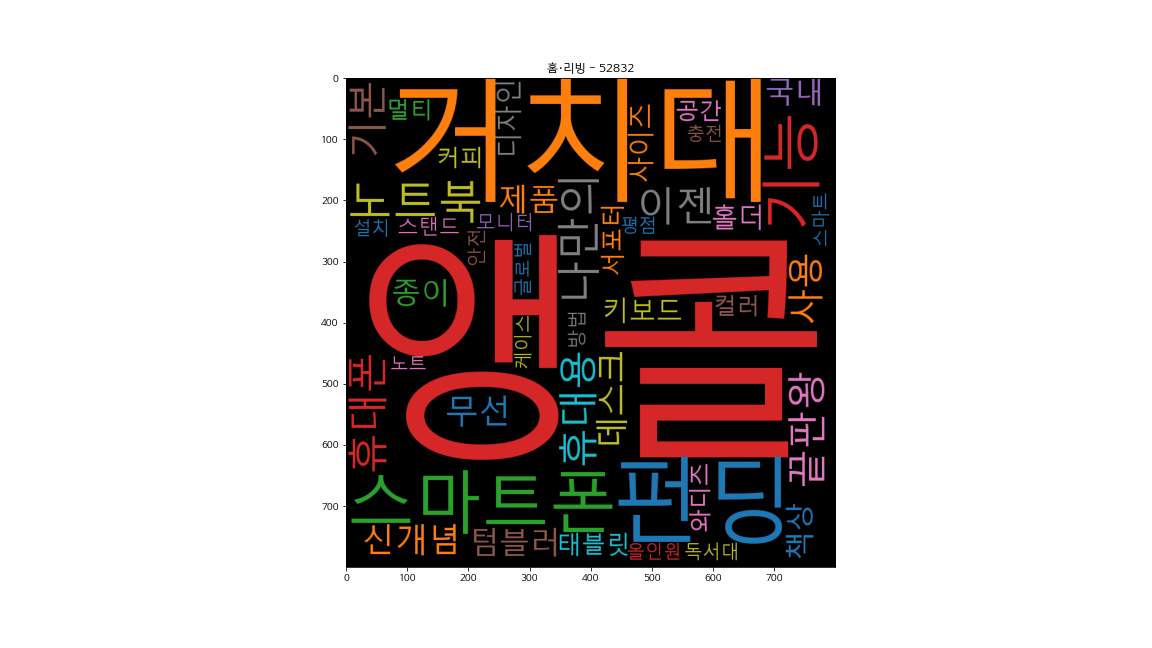 홈·리빙 - 52832
0
100
200
300
400
500
600
700
기본
멀티
거치대
디자인
커피
사이즈
공간
충전
국내
기능
노트북
제품
나만의
이젠
홀더
설치
스탠드
모니터
서포터
평점
스마트
안전
글로벌
앵콜
종이
키보드
컬러
사용
방법
케이스
노트
휴대폰
무선
휴대용
데스크
끝판왕
스마트폰
펀딩
와디즈
책상
신개념
텀블러
태블릿
올인원
독서대
0 100 200 300 400 500 600 700